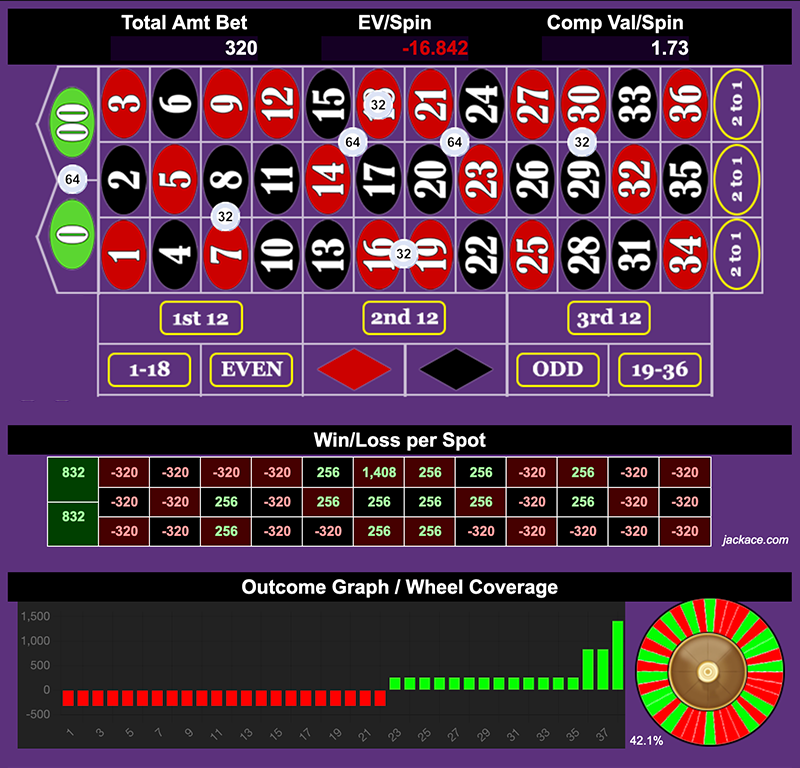 Total Amt Bet EV/Spin Comp Val/Spin
320 -16.842 1.73
00 3 6 9 12 15 32 21 24 27 30 33 36 2 to 1
64 64 32
64 2 5 8 11 14 17 20 23 26 29 32 35 2 to 1
32
0 1 4 7 10 13 16 32 19 22 25 28 31 34 2 to 1
1st 12 2nd 12 3rd 12
1-18 EVEN ODD 19-36
Win/Loss per Spot
832 -320 -320 -320 -320 256 1,408 256 256 -320 256 -320 -320
832 -320 -320 256 -320 256 256 256 256 -320 256 -320 -320
-320 -320 256 -320 -320 256 256 -320 -320 -320 -320 -320
jackace.com
Outcome Graph / Wheel Coverage
1,500
1,000
500
0
-500
1 3 5 7 9 11 13 15 17 19 21 23 25 27 29 31 33 35 37
42.1%